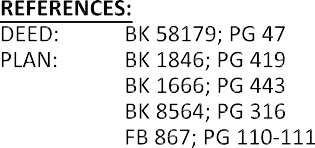 REFERENCES:
DEED: BK 58179; PG 47
PLAN: BK 1846; PG 419
BK 1666; PG 443
BK 8564; PG 316
FB 867; PG 110-111